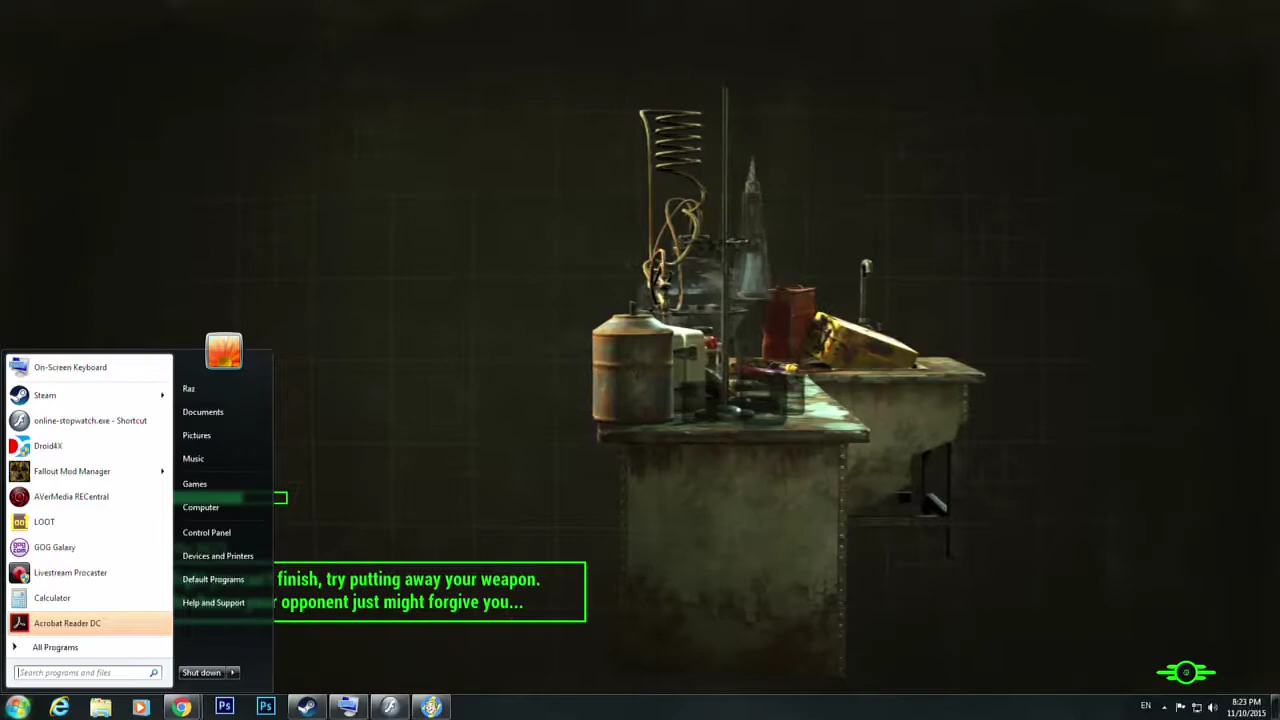 On-Screen Keyboard
Steam
online-stopwatch.exe - Shortcut
Droid4X
Fallout Mod Manager
AVerMedia RECentral
LOOT
GOG Galaxy
Livestream Procaster
Calculator
Acrobat Reader DC
All Programs
Search programs and files
Raz
Documents
Pictures
Music
Games
Computer
Control Panel
Devices and Printers
Default Programs
Help and Support
Shut down
finish, try putting away your weapon.
opponent just might forgive you...
Ps
Ps
EN
8:23 PM
11/10/2015